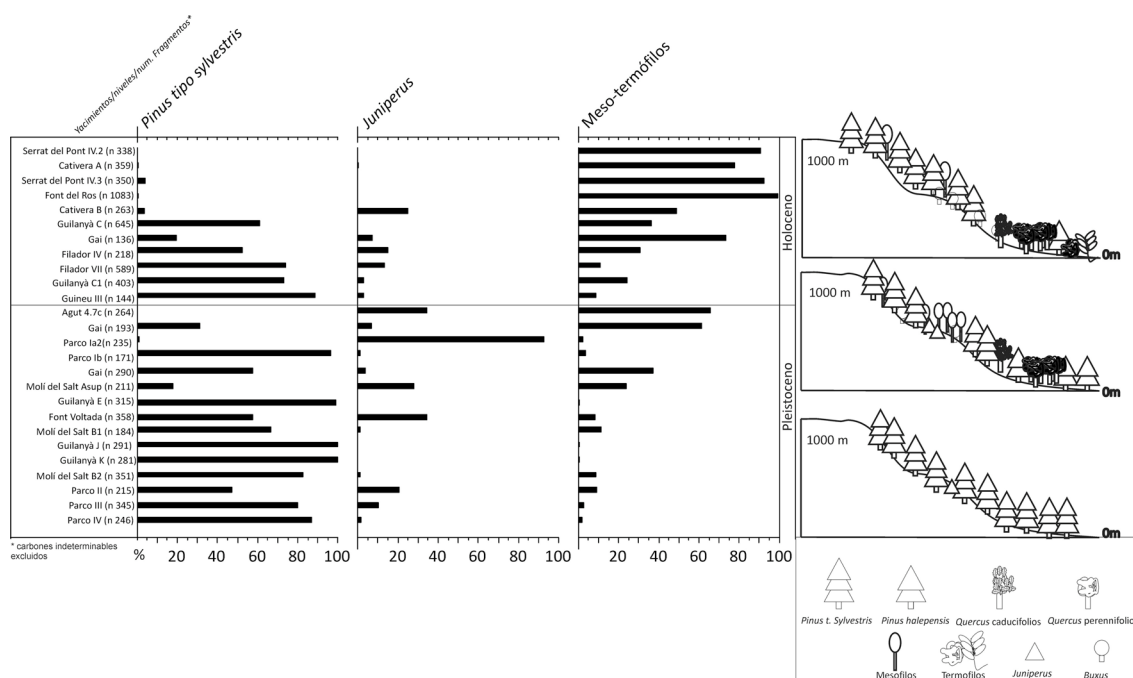 Yacimientos/niveles/num. Fragmentos*
Pinus tipo sylvestris
Juniperus
Meso-termófilos
Serrat del Pont IV.2 (n 338)
Cativera A (n 359)
Serrat del Pont IV.3 (n 350)
Font del Ros (n 1083)
Cativera B (n 263)
Guilanyà C (n 645)
Gai (n 136)
Filador IV (n 218)
Filador VII (n 589)
Guilanyà C1 (n 403)
Guineu III (n 144)
Agut 4.7c (n 264)
Gai (n 193)
Parco Ia2(n 235)
Parco Ib (n 171)
Gai (n 290)
Molí del Salt Asup (n 211)
Guilanyà E (n 315)
Font Voltada (n 358)
Molí del Salt B1 (n 184)
Guilanyà J (n 291)
Guilanyà K (n 281)
Molí del Salt B2 (n 351)
Parco II (n 215)
Parco III (n 345)
Parco IV (n 246)
* carbones indeterminables
excluidos
% 20 40 60 80 100
20 40 60 80 100
20 40 60 80 100
Holoceno
Pleistoceno
1000 m
0m
1000 m
0m
1000 m
0m
Pinus t. Sylvestris
Pinus halepensis
Quercus caducifolios
Quercus perennifolio
Mesofilos
Termofilos
Juniperus
Buxus